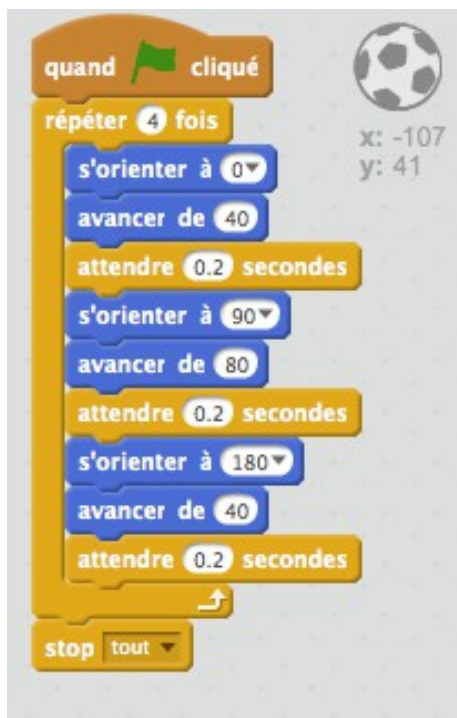 quand cliqué
répéter 4 fois
x: -107
y: 41
s'orienter à 0
avancer de 40
attendre 0.2 secondes
s'orienter à 90
avancer de 80
attendre 0.2 secondes
s'orienter à 180
avancer de 40
attendre 0.2 secondes
stop tout